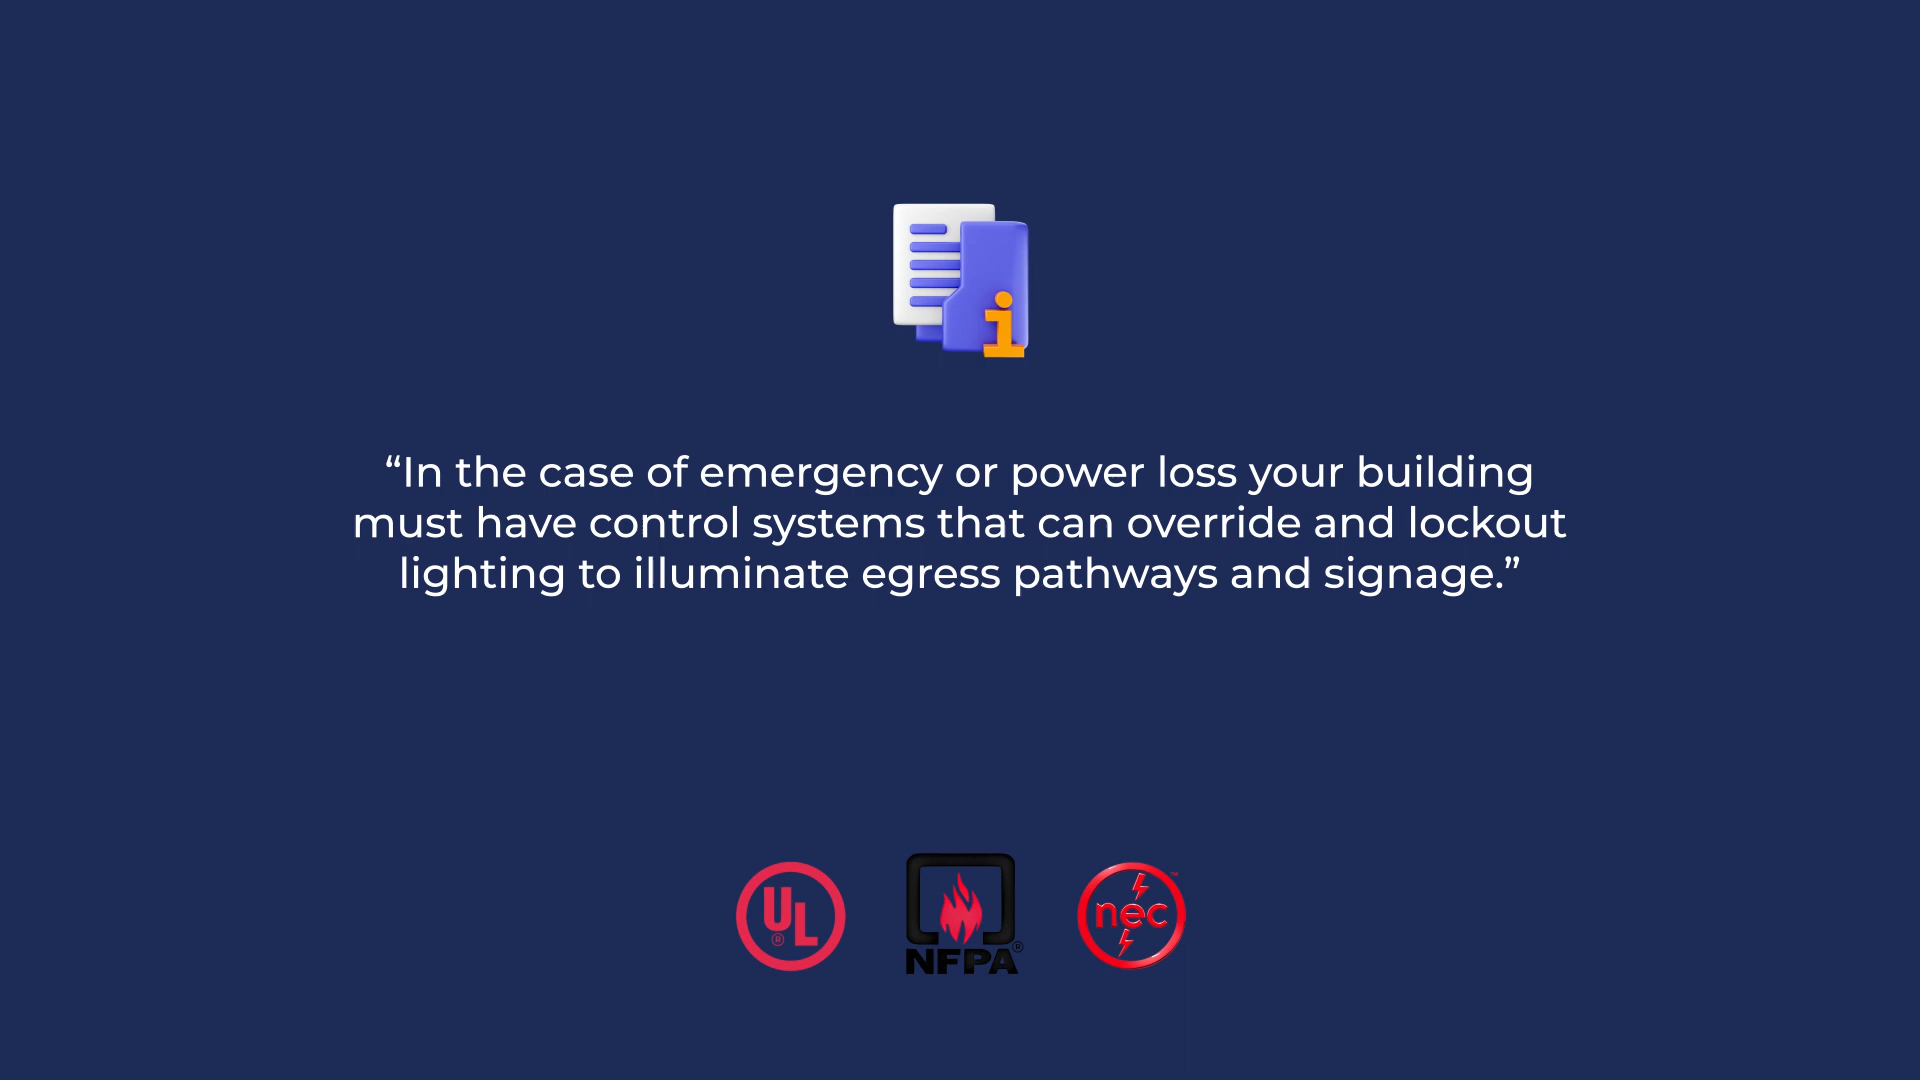 “In the case of emergency or power loss your building
must have control systems that can override and lockout
lighting to illuminate egress pathways and signage.”
UL ®
NFPA ®
nec ™